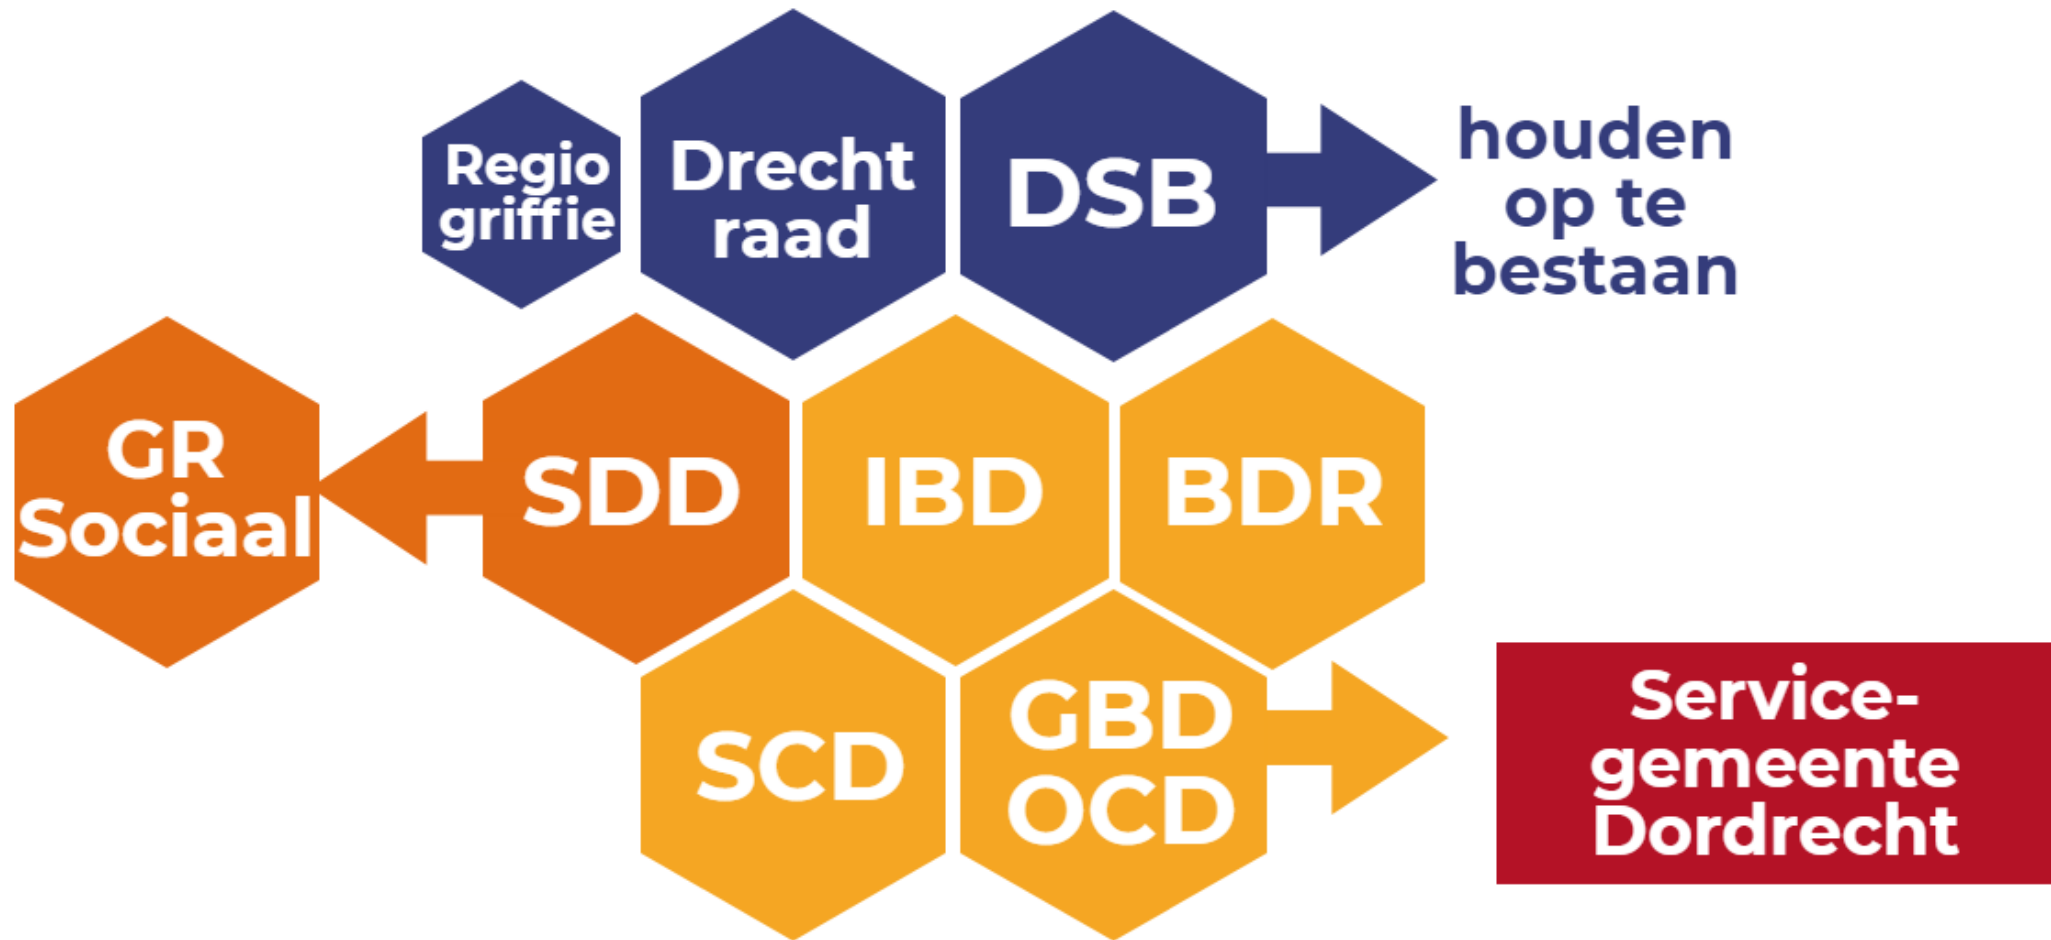 Regio
griffie
Drecht
raad
DSB
houden
op te
bestaan
GR
Sociaal
SDD
IBD
BDR
SCD
GBD
OCD
Service-
gemeente
Dordrecht